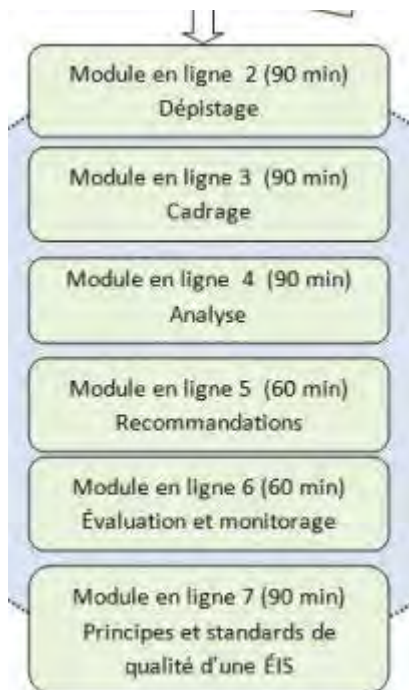 Module en ligne 2 (90 min)
Dépistage
Module en ligne 3 (90 min)
Cadrage
Module en ligne 4 (90 min)
Analyse
Module en ligne 5 (60 min)
Recommandations
Module en ligne 6 (60 min)
Évaluation et monitorage
Module en ligne 7 (90 min)
Principes et standards de
qualité d'une ÉIS